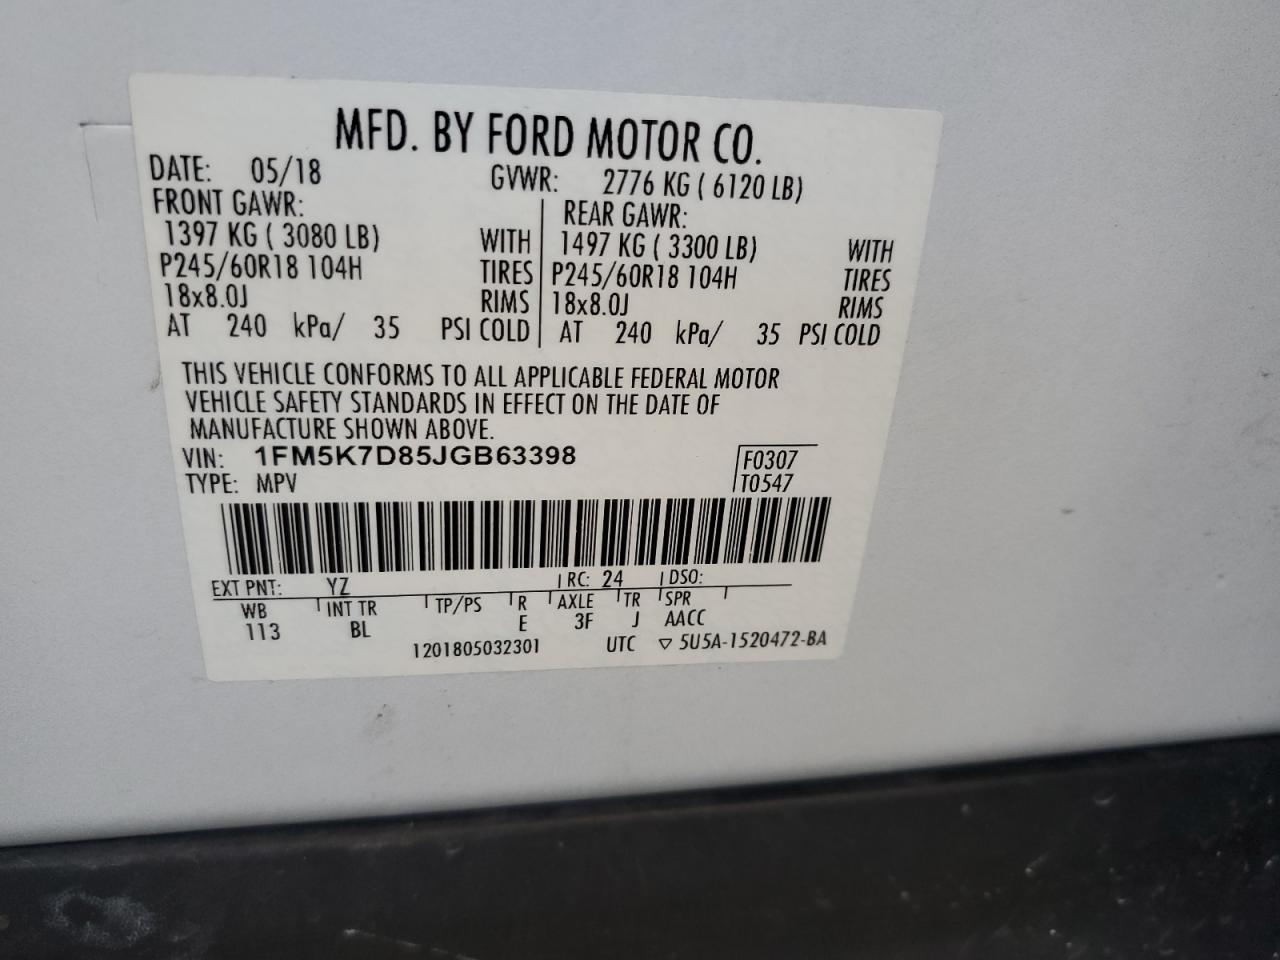 MFD. BY FORD MOTOR CO.
DATE: 05/18 GVWR: 2776 KG ( 6120 LB)
FRONT GAWR: REAR GAWR:
1397 KG ( 3080 LB) WITH 1497 KG ( 3300 LB) WITH
P245/60R18 104H TIRES P245/60R18 104H TIRES
18x8.0J RIMS 18x8.0J RIMS
AT 240 kPa/ 35 PSI COLD AT 240 kPa/ 35 PSI COLD
THIS VEHICLE CONFORMS TO ALL APPLICABLE FEDERAL MOTOR
VEHICLE SAFETY STANDARDS IN EFFECT ON THE DATE OF
MANUFACTURE SHOWN ABOVE.
VIN: 1FM5K7D85JGB63398 F0307
TYPE: MPV T0547
EXT PNT: YZ RC: 24 DSO:
WB INT TR TP/PS R AXLE TR SPR
113 BL E 3F J AACC
1201805032301 UTC ▽ 5U5A-1520472-BA